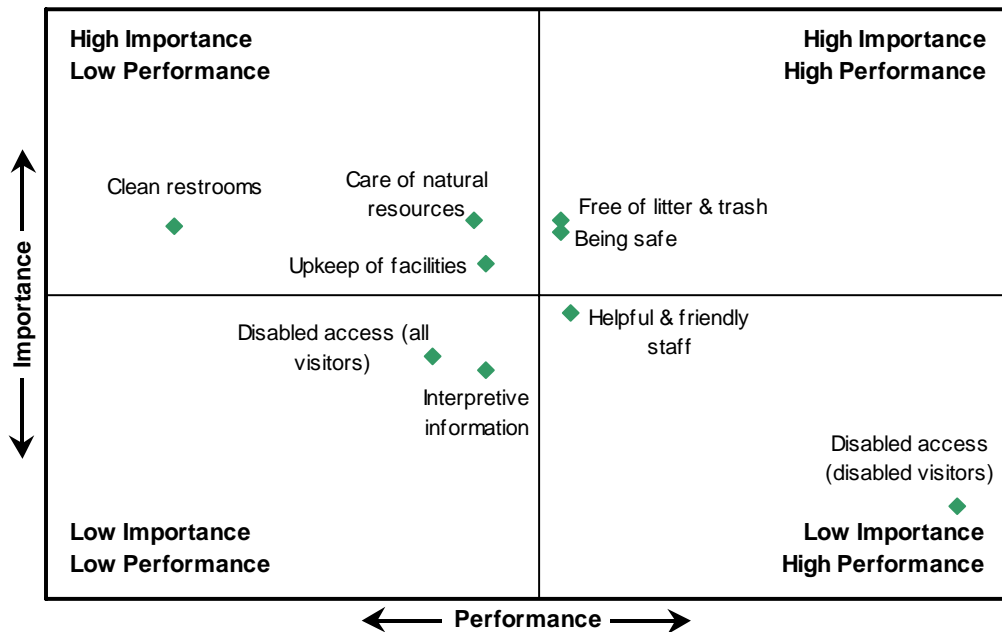 High Importance
Low Performance
High Importance
High Performance
Clean restrooms
Care of natural
resources
Free of litter & trash
Being safe
Upkeep of facilities
Importance
Helpful & friendly
staff
Disabled access (all
visitors)
Interpretive
information
Disabled access
(disabled visitors)
Low Importance
Low Performance
Low Importance
High Performance
Performance